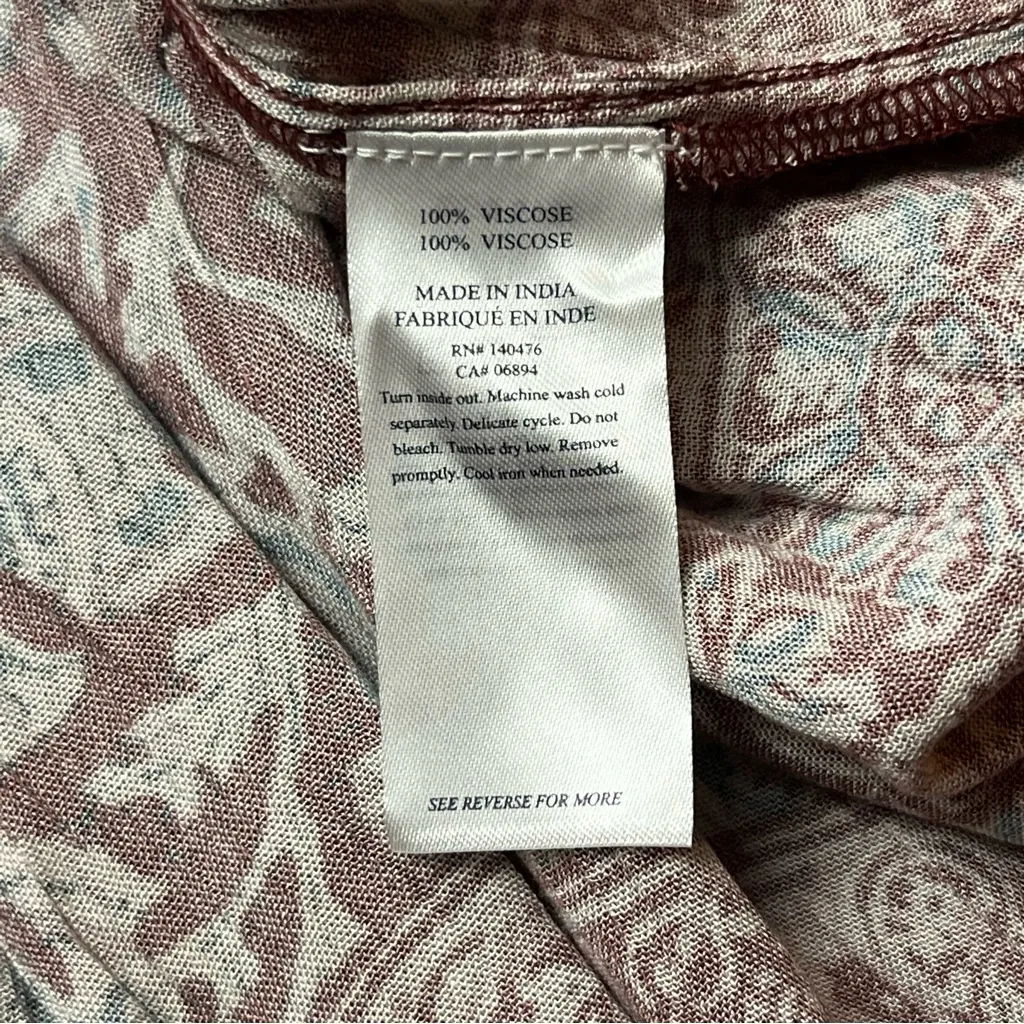 100% VISCOSE
100% VISCOSE
MADE IN INDIA
FABRIQUÉ EN INDE
RN# 140476
CA# 06894
Turn inside out. Machine wash cold
separately. Delicate cycle. Do not
bleach. Tumble dry low. Remove
promptly. Cool iron when needed.
SEE REVERSE FOR MORE